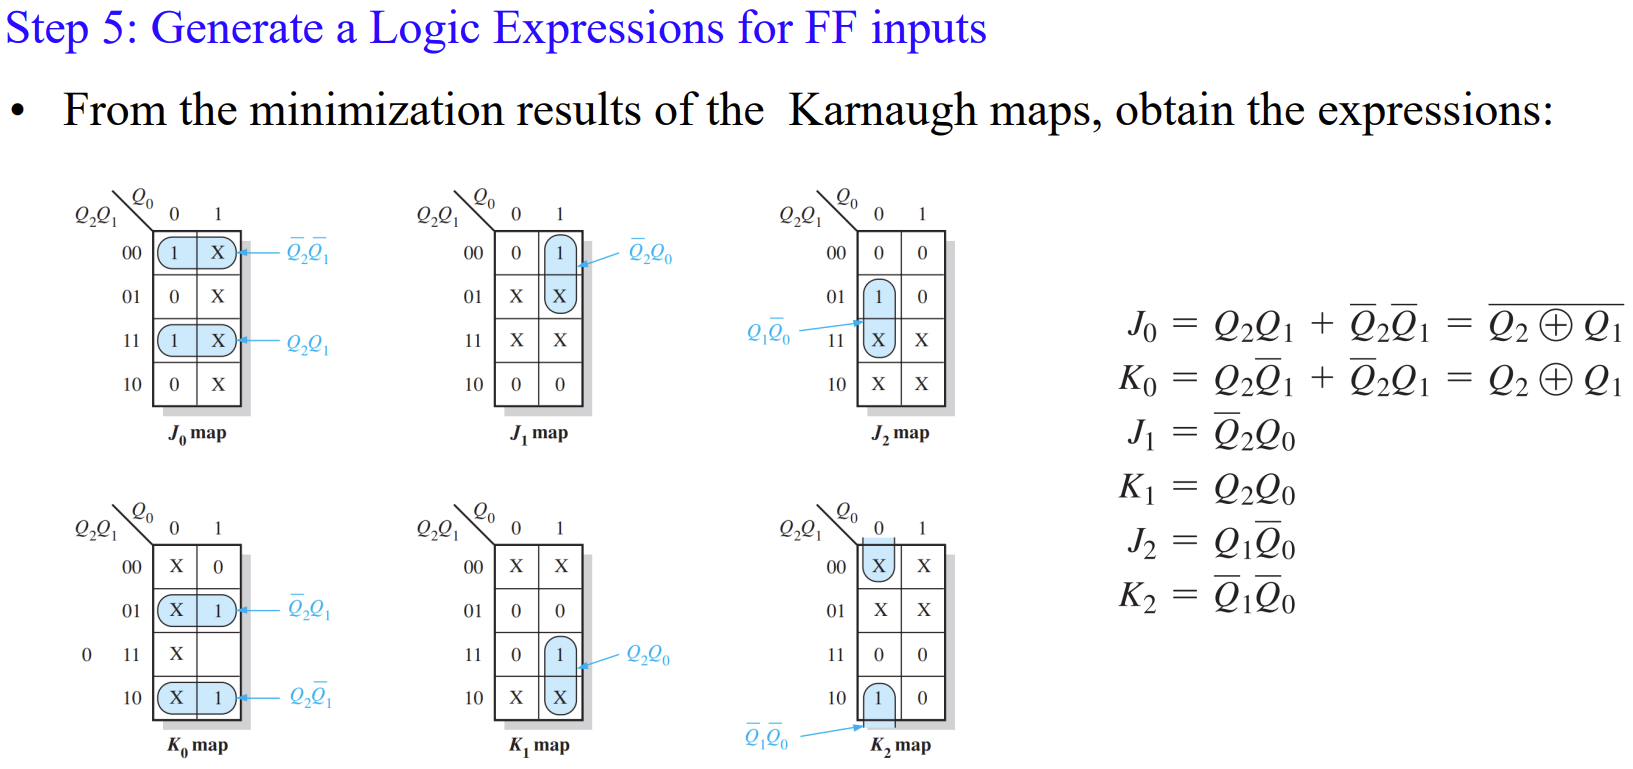 Step 5: Generate a Logic Expressions for FF inputs
• From the minimization results of the Karnaugh maps, obtain the expressions:
Q₂Q₁ Q₀ 0 1
00 1 X Q̅₂Q̅₁
01 0 X
11 1 X Q₂Q₁
10 0 X
J₀ map
Q₂Q₁ Q₀ 0 1
00 0 1 Q̅₂Q₀
01 X X
11 X X
10 0 0
J₁ map
Q₂Q₁ Q₀ 0 1
00 0 0
01 1 0
Q₁Q̅₀ 11 X X
10 X X
J₂ map
Q₂Q₁ Q₀ 0 1
00 X 0
01 X 1 Q̅₂Q₁
0 11 X
10 X 1 Q₂Q̅₁
K₀ map
Q₂Q₁ Q₀ 0 1
00 X X
01 0 0
11 0 1 Q₂Q₀
10 X X
K₁ map
Q₂Q₁ Q₀ 0 1
00 X X
01 X X
11 0 0
10 1 0
Q̅₁Q̅₀
K₂ map
J₀ = Q₂Q₁ + Q̅₂Q̅₁ = Q̅₂̅ ̅⊕̅ ̅Q̅₁̅
K₀ = Q₂Q̅₁ + Q̅₂Q₁ = Q₂ ⊕ Q₁
J₁ = Q̅₂Q₀
K₁ = Q₂Q₀
J₂ = Q₁Q̅₀
K₂ = Q̅₁Q̅₀